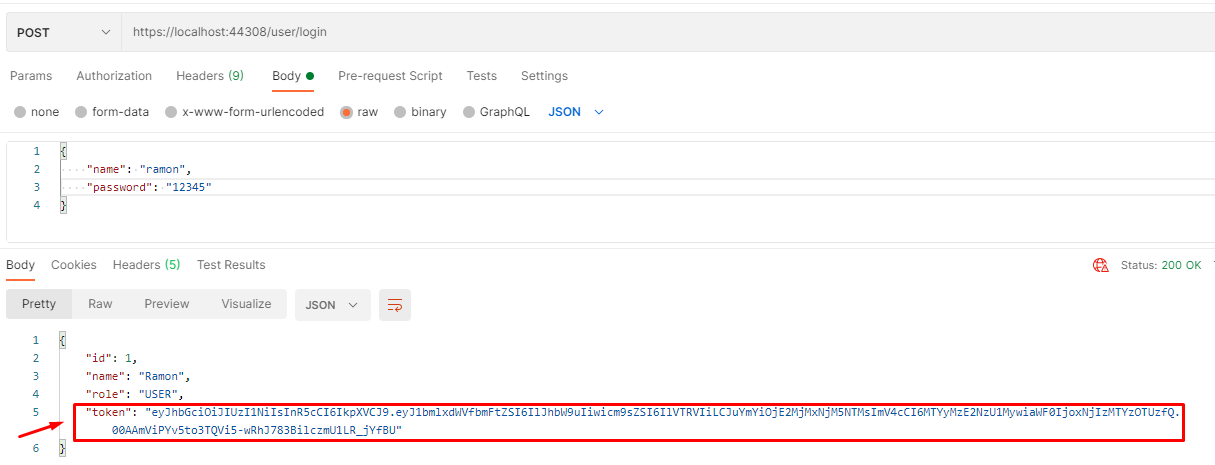 POST https://localhost:44308/user/login
Params Authorization Headers (9) Body Pre-request Script Tests Settings
none form-data x-www-form-urlencoded raw binary GraphQL JSON
1 {
2 "name": "ramon",
3 "password": "12345"
4 }
Body Cookies Headers (5) Test Results Status: 200 OK
Pretty Raw Preview Visualize JSON
1 {
2 "id": 1,
3 "name": "Ramon",
4 "role": "USER",
5 "token": "eyJhbGciOiJIUzI1NiIsInR5cCI6IkpXVCJ9.eyJ1bmlxdWVfbmFtZSI6IlJhbW9uIiwicm9sZSI6IlVTRVIiLCJuYmYiOjE2MjMxNjM5NTMsImV4cCI6MTYyMzE2NzU1MywiaWF0IjoxNjIzMTYzOTUzfQ.
00AAmViPYv5to3TQVi5-wRhJ783BilczmU1LR_jYfBU"
6 }